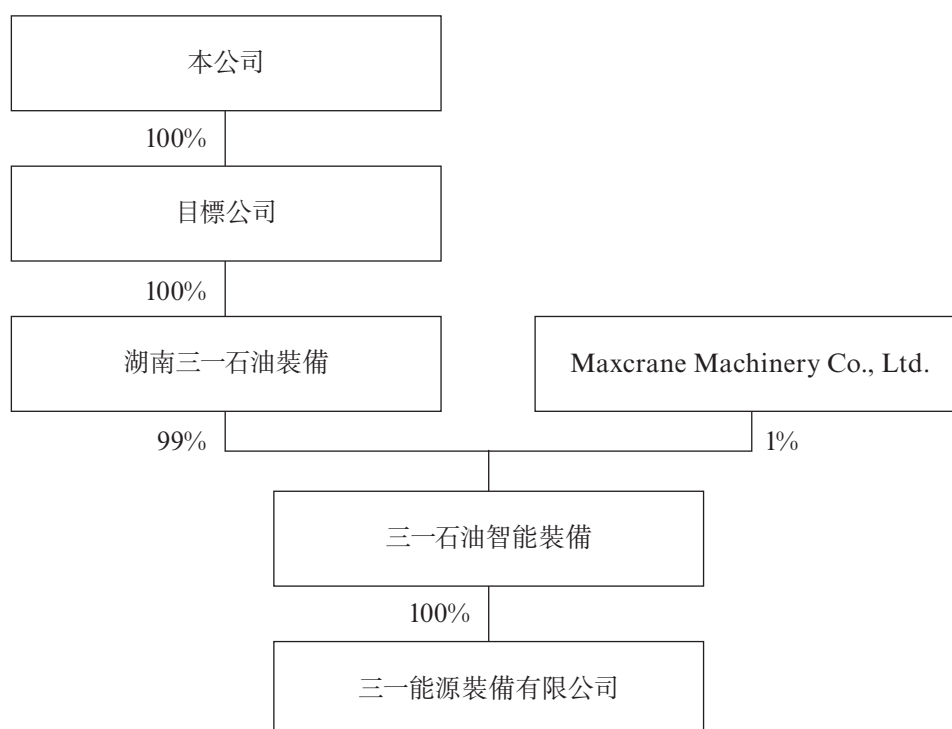 本公司
100%
目標公司
100%
湖南三一石油裝備
Maxcrane Machinery Co., Ltd.
99%
1%
三一石油智能裝備
100%
三一能源裝備有限公司